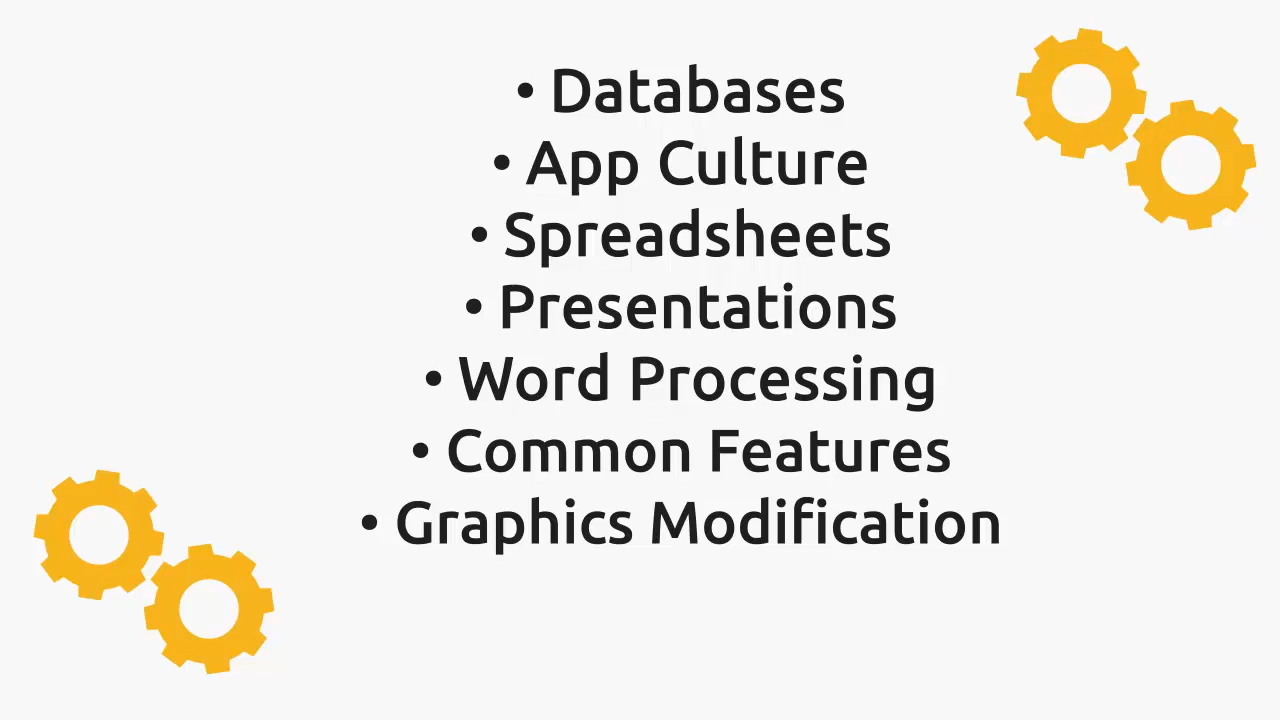 • Databases
• App Culture
• Spreadsheets
• Presentations
• Word Processing
• Common Features
• Graphics Modification